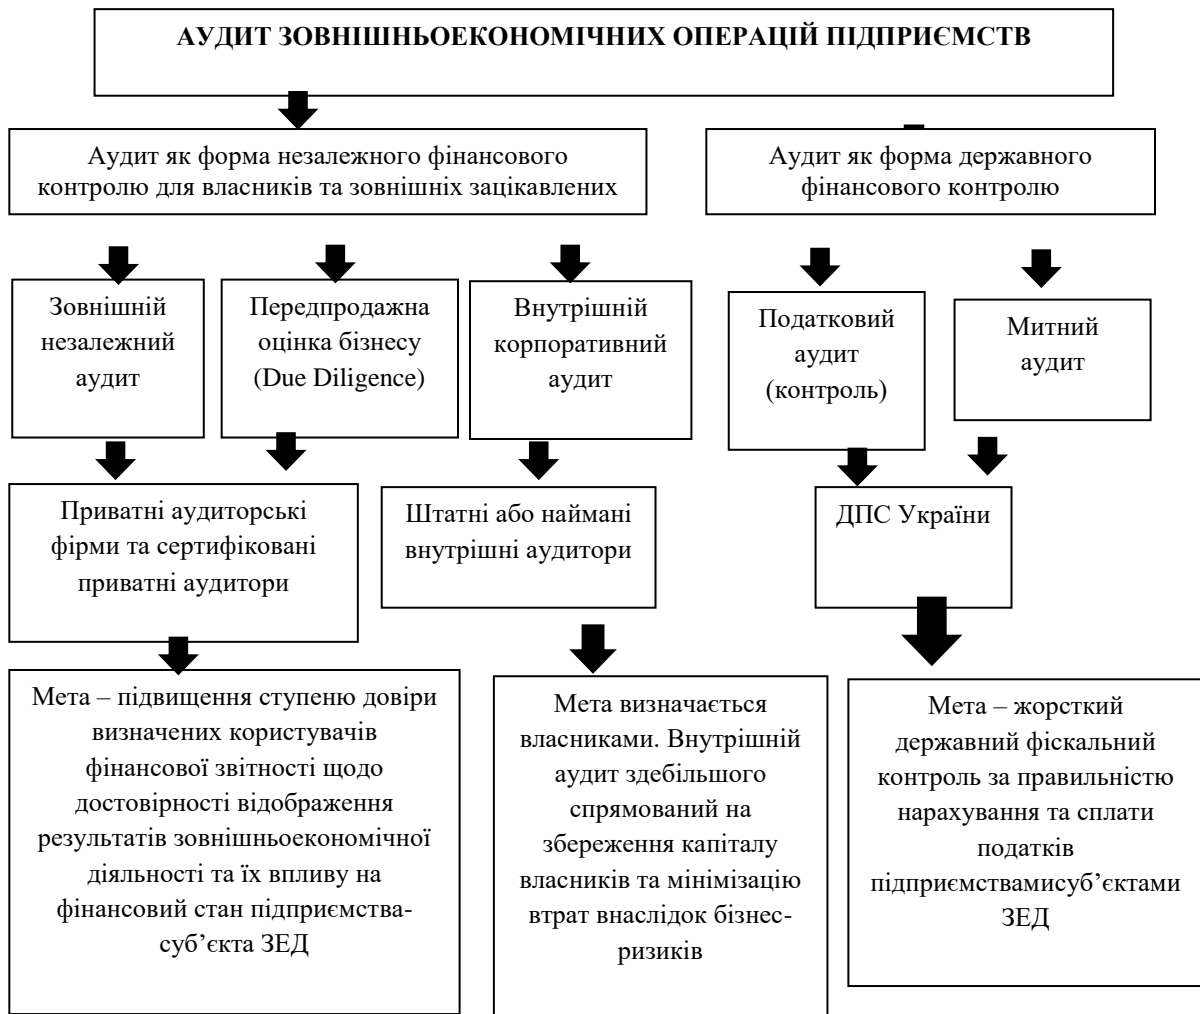 АУДИТ ЗОВНІШНЬОЕКОНОМІЧНИХ ОПЕРАЦІЙ ПІДПРИЄМСТВ
Аудит як форма незалежного фінансового
контролю для власників та зовнішніх зацікавлених
Аудит як форма державного
фінансового контролю
Зовнішній
незалежний
аудит
Передпродажна
оцінка бізнесу
(Due Diligence)
Внутрішній
корпоративний
аудит
Податковий
аудит
(контроль)
Митний
аудит
Приватні аудиторські
фірми та сертифіковані
приватні аудитори
Штатні або наймані
внутрішні аудитори
ДПС України
Мета – підвищення ступеню довіри
визначених користувачів
фінансової звітності щодо
достовірності відображення
результатів зовнішньоекономічної
діяльності та їх впливу на
фінансовий стан підприємства-
суб’єкта ЗЕД
Мета визначається
власниками. Внутрішній
аудит здебільшого
спрямований на
збереження капіталу
власників та мінімізацію
втрат внаслідок бізнес-
ризиків
Мета – жорсткий
державний фіскальний
контроль за правильністю
нарахування та сплати
податків
підприємствамисуб’єктами
ЗЕД